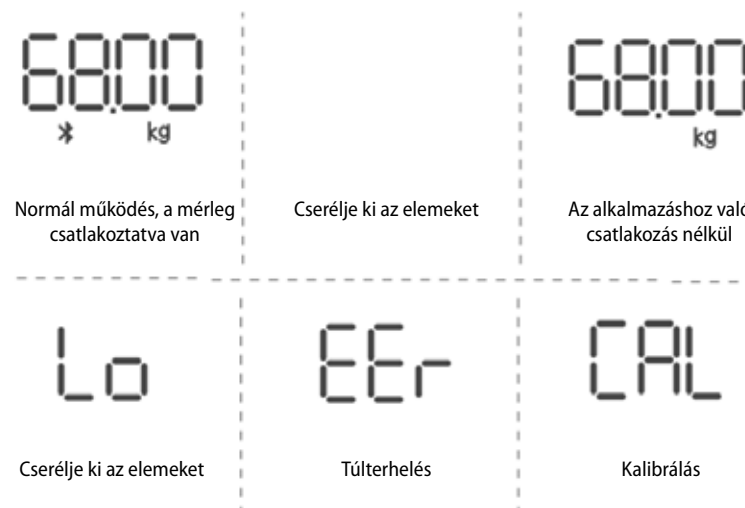 68.00
kg
Normál működés, a mérleg
csatlakoztatva van
Cserélje ki az elemeket
68.00
kg
Az alkalmazáshoz való
csatlakozás nélkül
Lo
Cserélje ki az elemeket
EEr
Túlterhelés
CAL
Kalibrálás